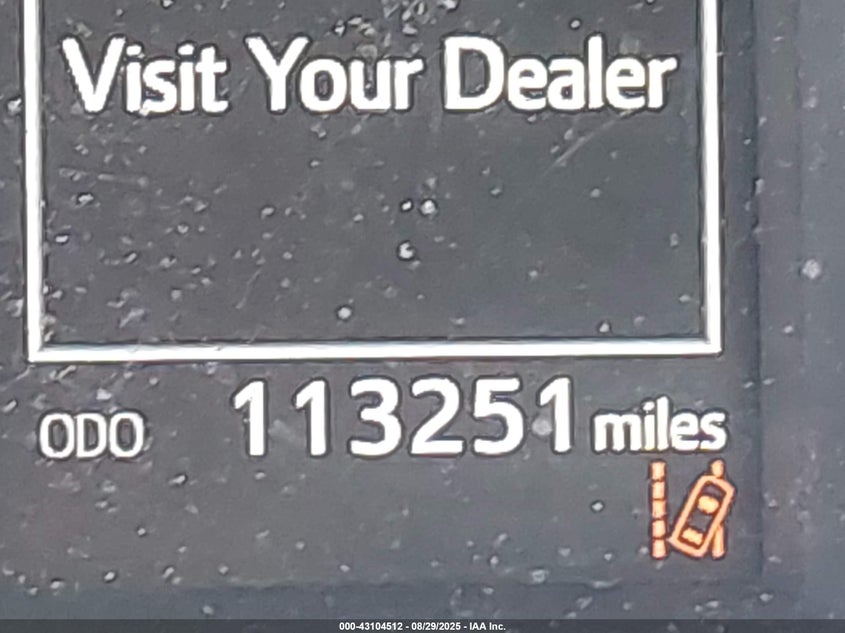 Visit Your Dealer
ODO 113251 miles
000-43104512 - 08/29/2025 - IAA Inc.